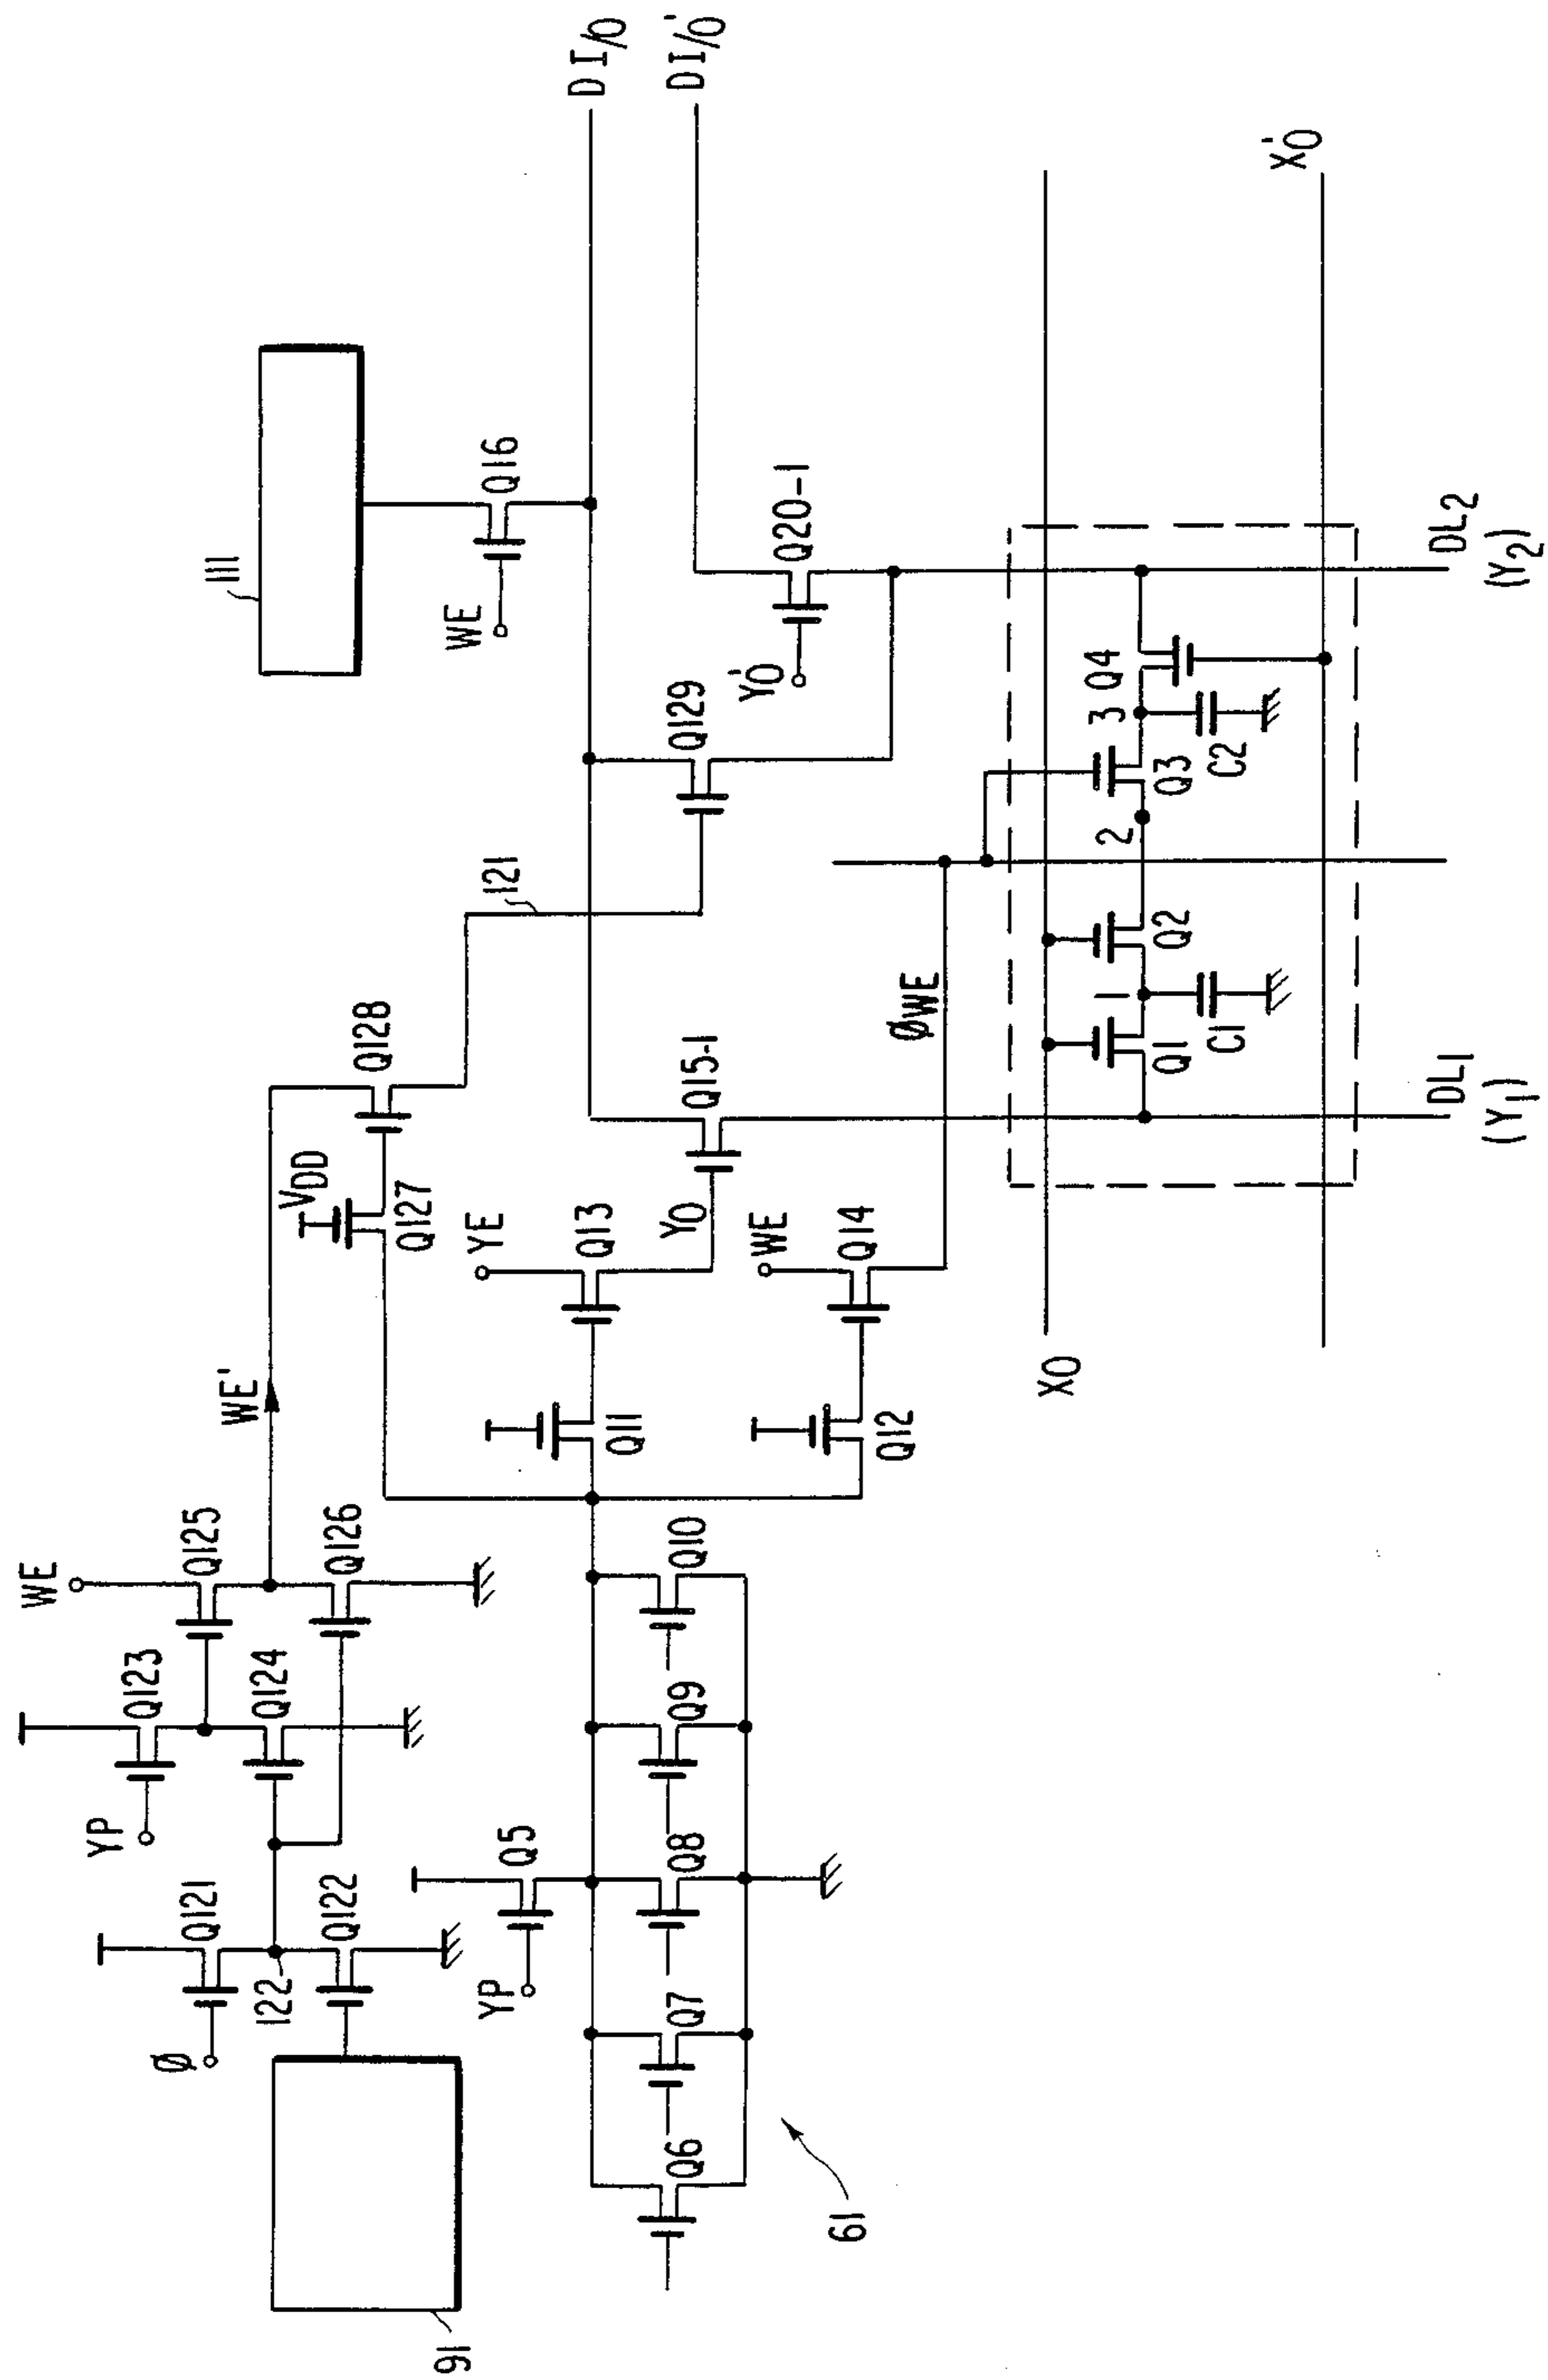 91
Ø
Q121
122
Q122
YP
Q123
Q124
WE
Q125
Q126
WE'
VDD
Q127
Q128
121
111
WE
Q16
DI/O
DI/O'
YP
Q5
Q6
Q7
Q8
Q9
Q10
61
Q11
YE
Q13
YO
Q15-1
Q12
WE
Q14
ØWE
Q129
Y'O
Q20-1
XO
X'O
Q1
1
C1
Q2
2
Q3
3
C2
Q4
DL1
(Y1)
DL2
(Y2)